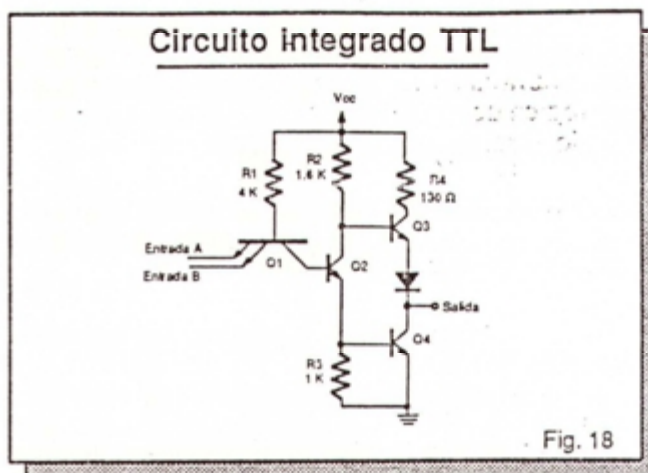 Circuito integrado TTL
Vcc
R1
4 K
R2
1,6 K
R4
130 Ω
Q3
Entrada A
Entrada B
Q1
Q2
Salida
Q4
R3
1 K
Fig. 18